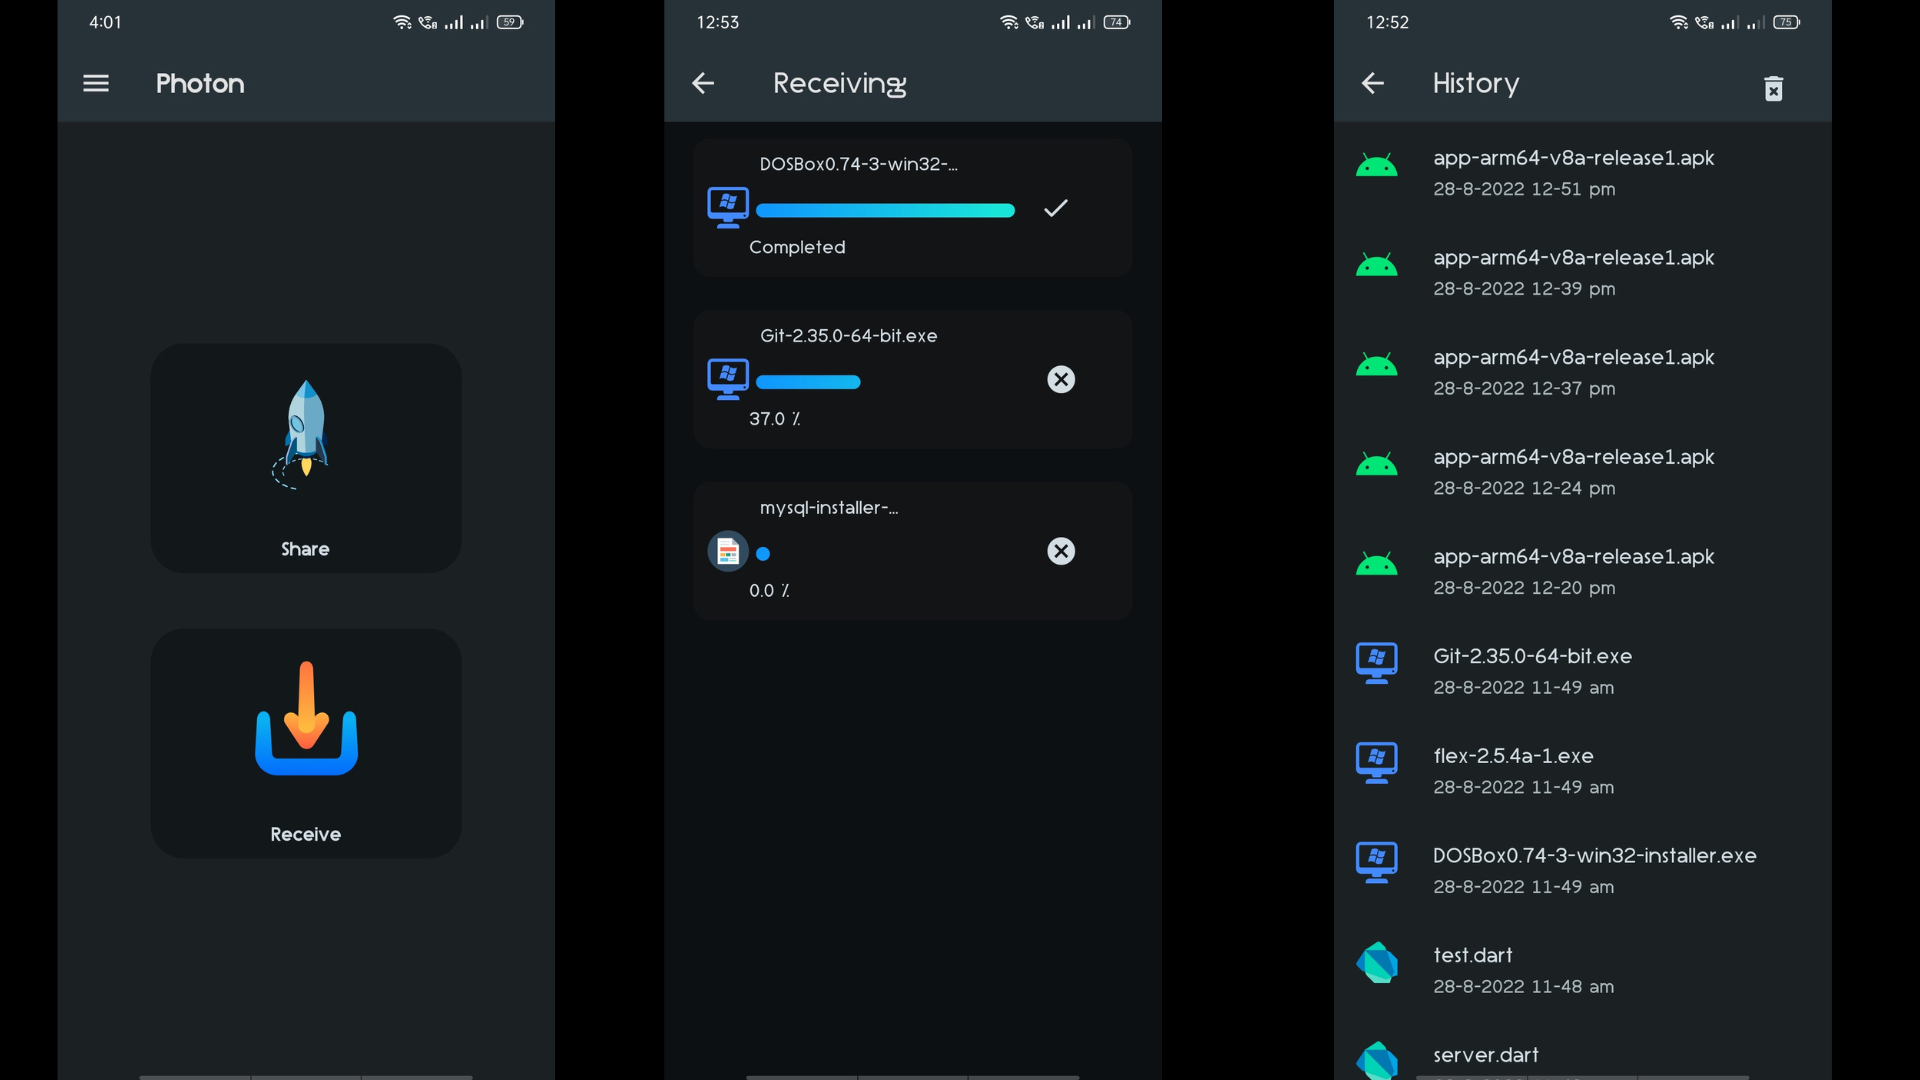 4:01
59
Photon
Share
Receive
12:53
74
Receiving
DOSBox0.74-3-win32-...
Completed
Git-2.35.0-64-bit.exe
37.0 %
mysql-installer-...
0.0 %
12:52
75
History
app-arm64-v8a-release1.apk
28-8-2022 12-51 pm
app-arm64-v8a-release1.apk
28-8-2022 12-39 pm
app-arm64-v8a-release1.apk
28-8-2022 12-37 pm
app-arm64-v8a-release1.apk
28-8-2022 12-24 pm
app-arm64-v8a-release1.apk
28-8-2022 12-20 pm
Git-2.35.0-64-bit.exe
28-8-2022 11-49 am
flex-2.5.4a-1.exe
28-8-2022 11-49 am
DOSBox0.74-3-win32-installer.exe
28-8-2022 11-49 am
test.dart
28-8-2022 11-48 am
server.dart